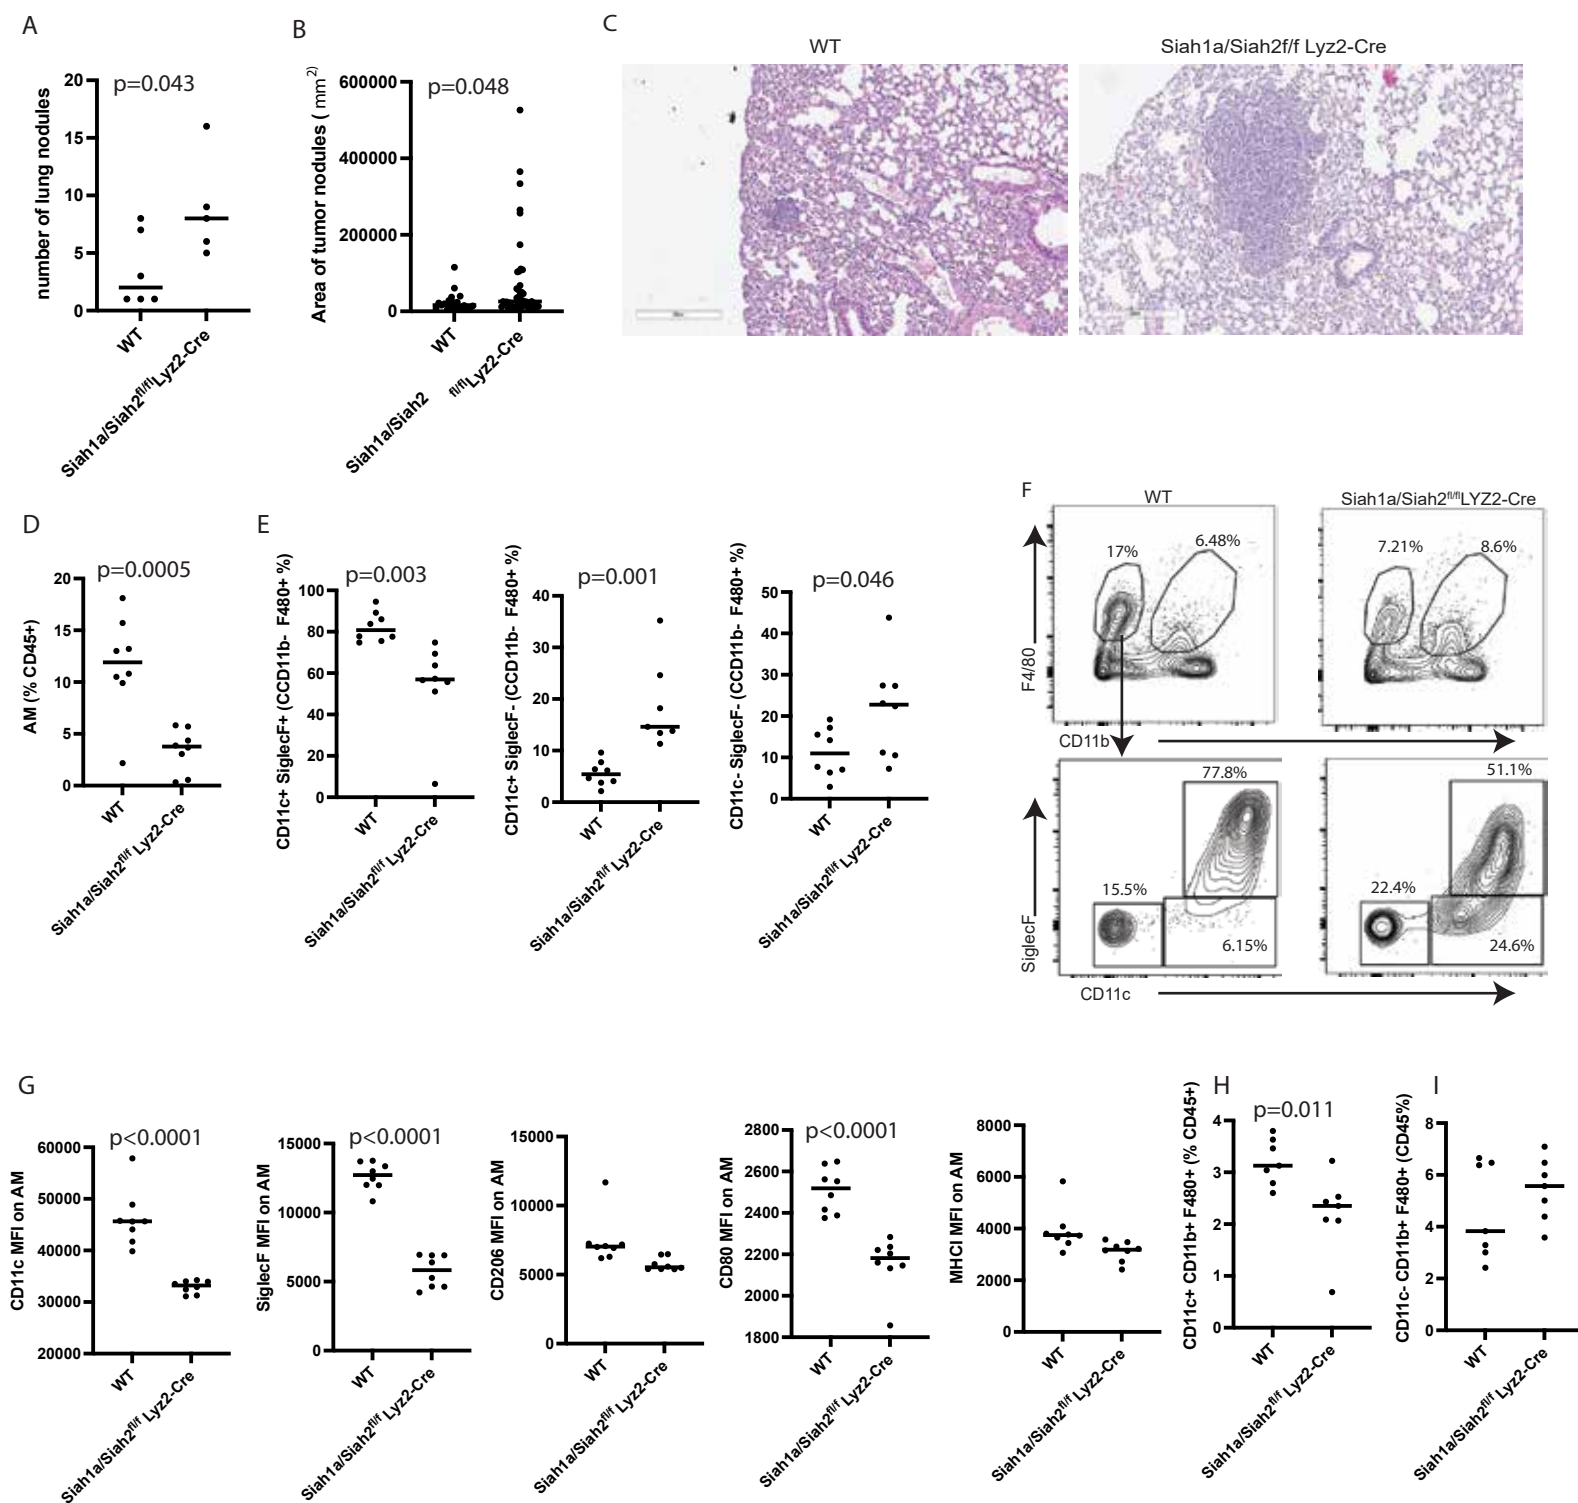 A
number of lung nodules
20
15
10
5
0
p=0.043
WT
Siah1a/Siah2fl/flLyz2-Cre
B
Area of tumor nodules ( mm2)
600000
400000
200000
0
p=0.048
WT
Siah1a/Siah2 fl/flLyz2-Cre
C
WT
Siah1a/Siah2f/f Lyz2-Cre
D
AM (% CD45+)
20
15
10
5
0
p=0.0005
WT
Siah1a/Siah2fl/f Lyz2-Cre
E
CD11c+ SiglecF+ (CCD11b- F480+ %)
100
80
60
40
20
0
p=0.003
WT
Siah1a/Siah2fl/f Lyz2-Cre
CD11c+ SiglecF- (CCD11b- F480+ %)
40
30
20
10
0
p=0.001
WT
Siah1a/Siah2fl/f Lyz2-Cre
CD11c- SiglecF- (CCD11b- F480+ %)
50
40
30
20
10
0
p=0.046
WT
Siah1a/Siah2fl/f Lyz2-Cre
F
WT
Siah1a/Siah2fl/flLYZ2-Cre
17%
6.48%
7.21%
8.6%
F4/80
CD11b
77.8%
15.5%
6.15%
51.1%
22.4%
24.6%
SiglecF
CD11c
G
CD11c MFI on AM
60000
50000
40000
30000
20000
p<0.0001
WT
Siah1a/Siah2fl/f Lyz2-Cre
SiglecF MFI on AM
15000
10000
5000
0
p<0.0001
WT
Siah1a/Siah2fl/f Lyz2-Cre
CD206 MFI on AM
15000
10000
5000
0
WT
Siah1a/Siah2fl/f Lyz2-Cre
CD80 MFI on AM
2800
2600
2400
2200
2000
1800
p<0.0001
WT
Siah1a/Siah2fl/f Lyz2-Cre
MHCI MFI on AM
8000
6000
4000
2000
0
WT
Siah1a/Siah2fl/f Lyz2-Cre
H
CD11c+ CD11b+ F480+ (% CD45+)
4
3
2
1
0
p=0.011
WT
Siah1a/Siah2fl/f Lyz2-Cre
I
CD11c- CD11b+ F480+ (CD45%)
8
6
4
2
0
WT
Siah1a/Siah2fl/f Lyz2-Cre